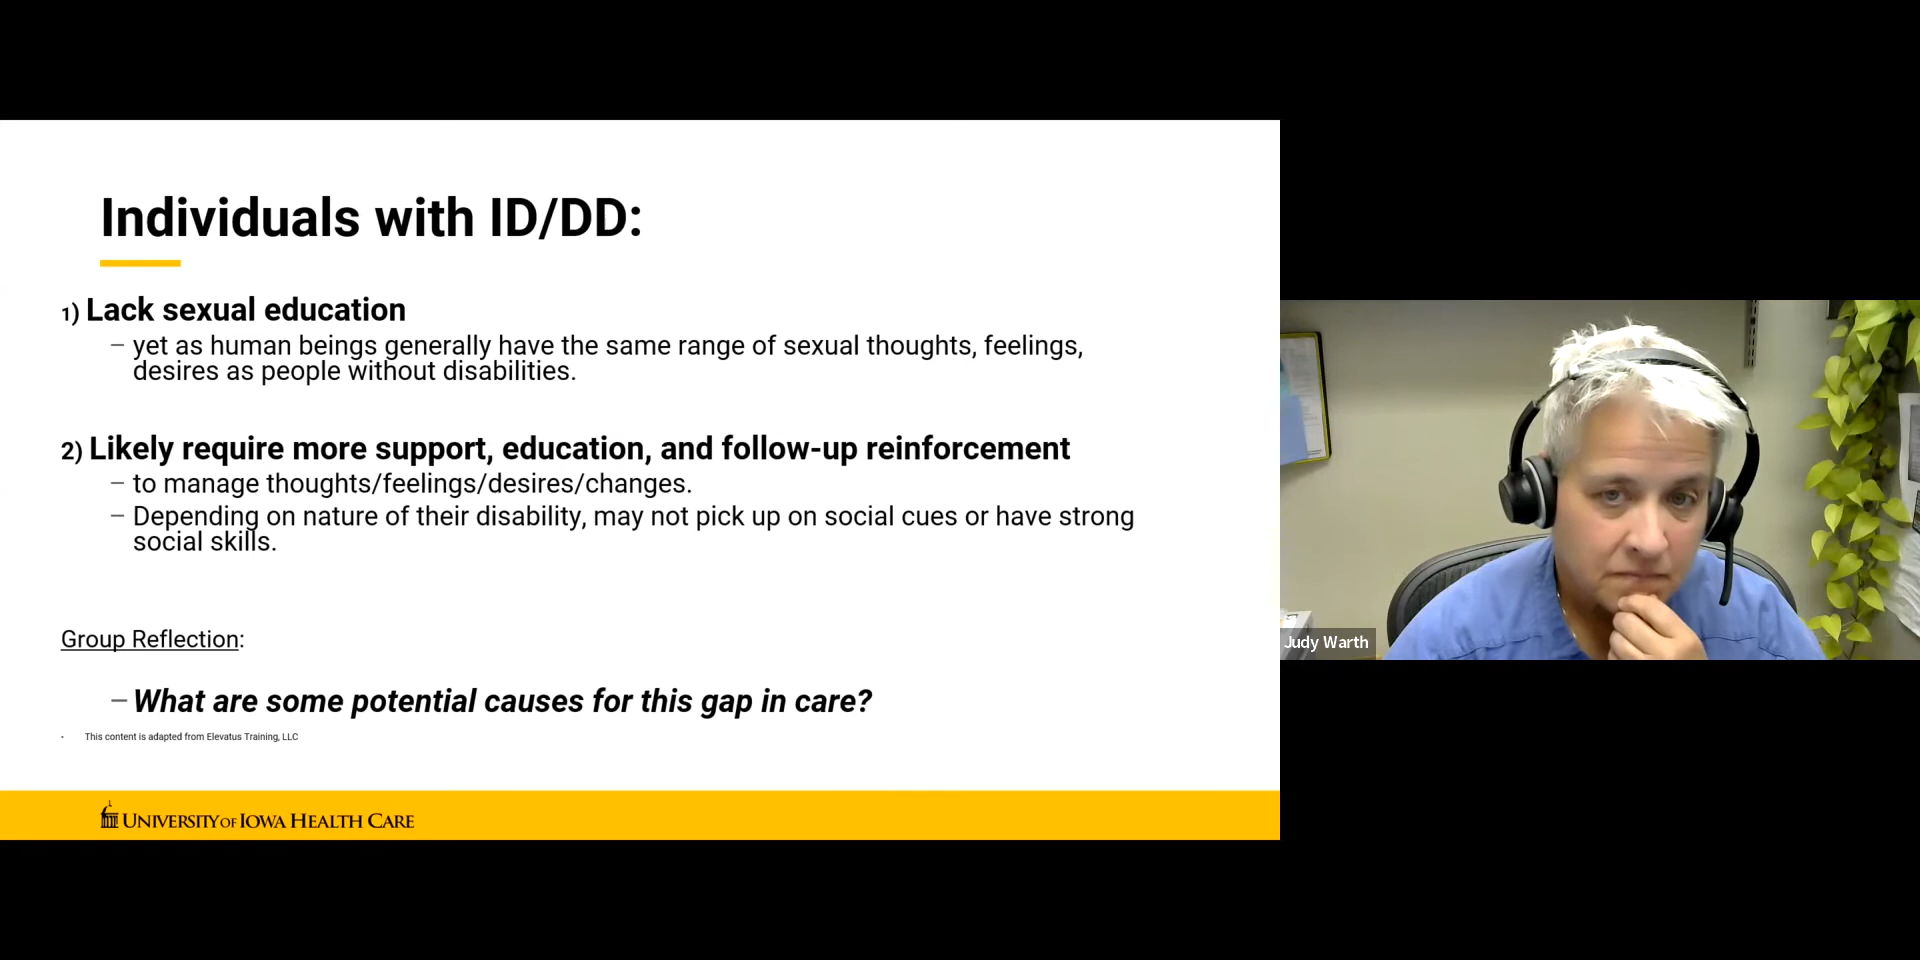 Individuals with ID/DD:
1) Lack sexual education
– yet as human beings generally have the same range of sexual thoughts, feelings,
desires as people without disabilities.
2) Likely require more support, education, and follow-up reinforcement
– to manage thoughts/feelings/desires/changes.
– Depending on nature of their disability, may not pick up on social cues or have strong
social skills.
Group Reflection:
– What are some potential causes for this gap in care?
- This content is adapted from Elevatus Training, LLC
UNIVERSITY OF IOWA HEALTH CARE
Judy Warth